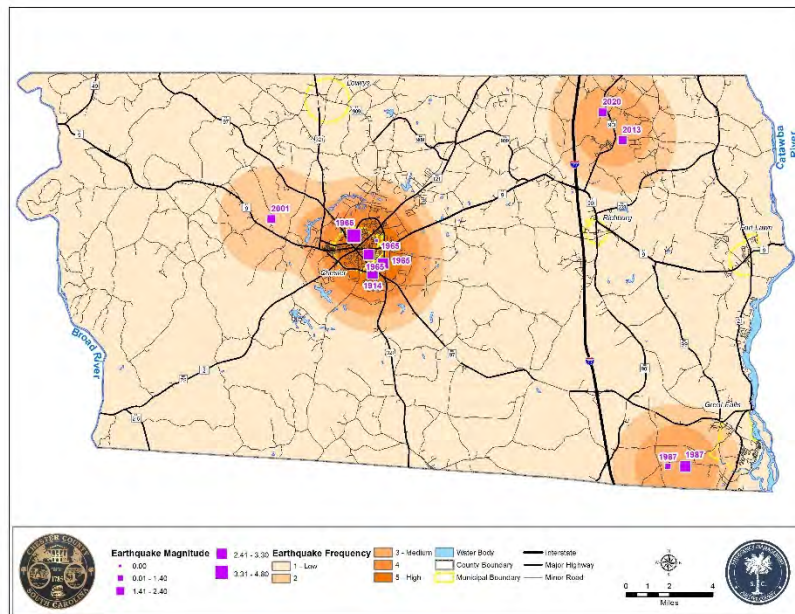 Lowrys
2020
2013
Catawba River
2001
1965
1965
1965
1965
1914
Chester
Richburg
Fort Lawn
Broad River
Great Falls
1987
1987
CHESTER COUNTY
SOUTH CAROLINA
Earthquake Magnitude
0.00
0.01 - 1.40
1.41 - 2.40
2.41 - 3.30
3.31 - 4.80
Earthquake Frequency
1 - Low
2
3 - Medium
4
5 - High
Water Body
County Boundary
Municipal Boundary
Interstate
Major Highway
Minor Road
0 1 2 4
Miles